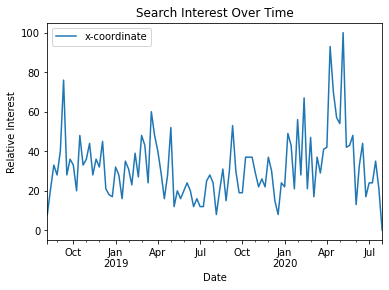 Search Interest Over Time
x-coordinate
100
80
60
40
20
0
Relative Interest
Oct Jan Apr Jul Oct Jan Apr Jul
2019 2020
Date